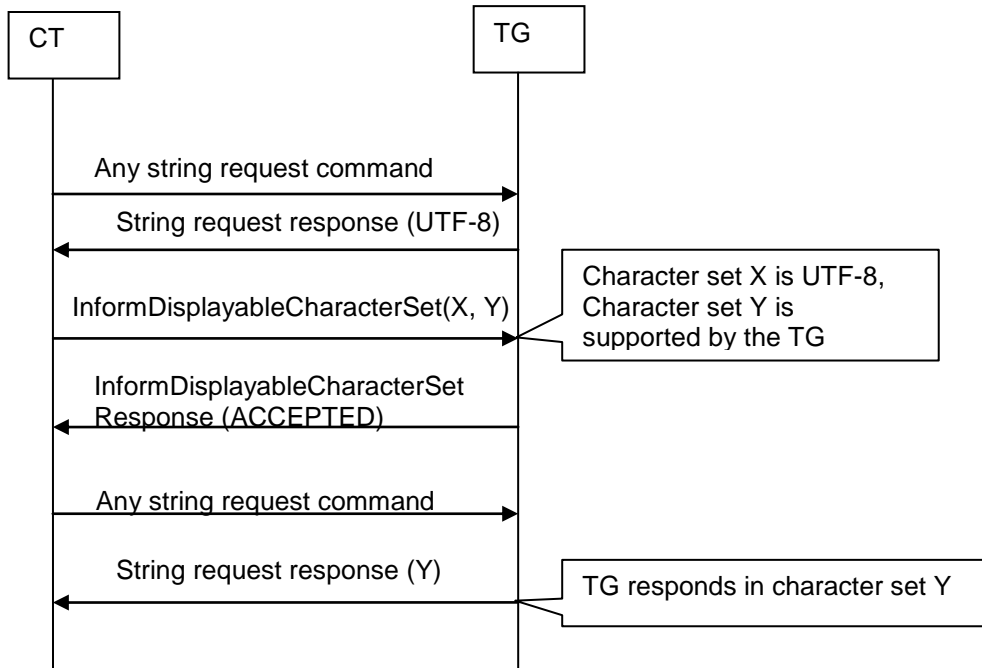 CT
TG
Any string request command
String request response (UTF-8)
InformDisplayableCharacterSet(X, Y)
Character set X is UTF-8,
Character set Y is
supported by the TG
InformDisplayableCharacterSet
Response (ACCEPTED)
Any string request command
String request response (Y)
TG responds in character set Y